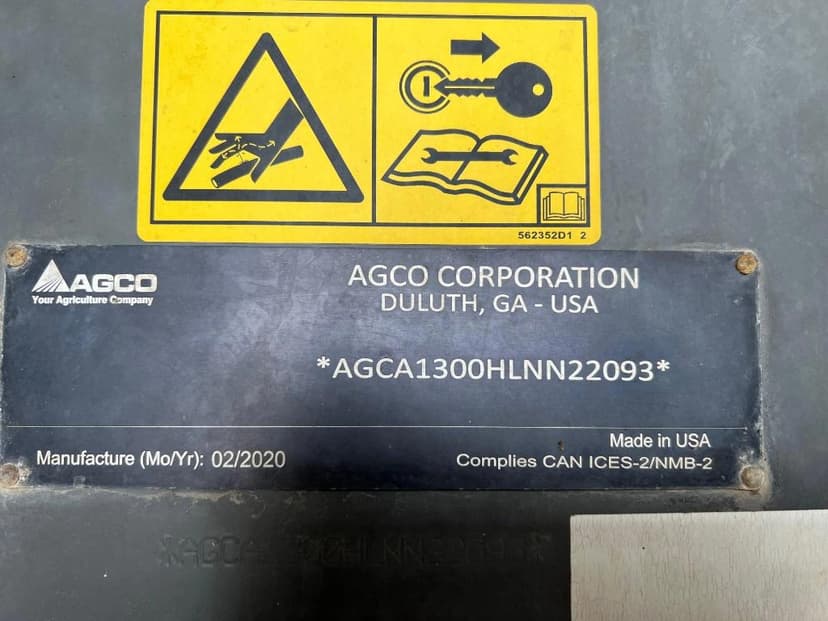 562352D1 2
AGCO
Your Agriculture Company
AGCO CORPORATION
DULUTH, GA - USA
*AGCA1300HLNN22093*
Made in USA
Manufacture (Mo/Yr): 02/2020
Complies CAN ICES-2/NMB-2